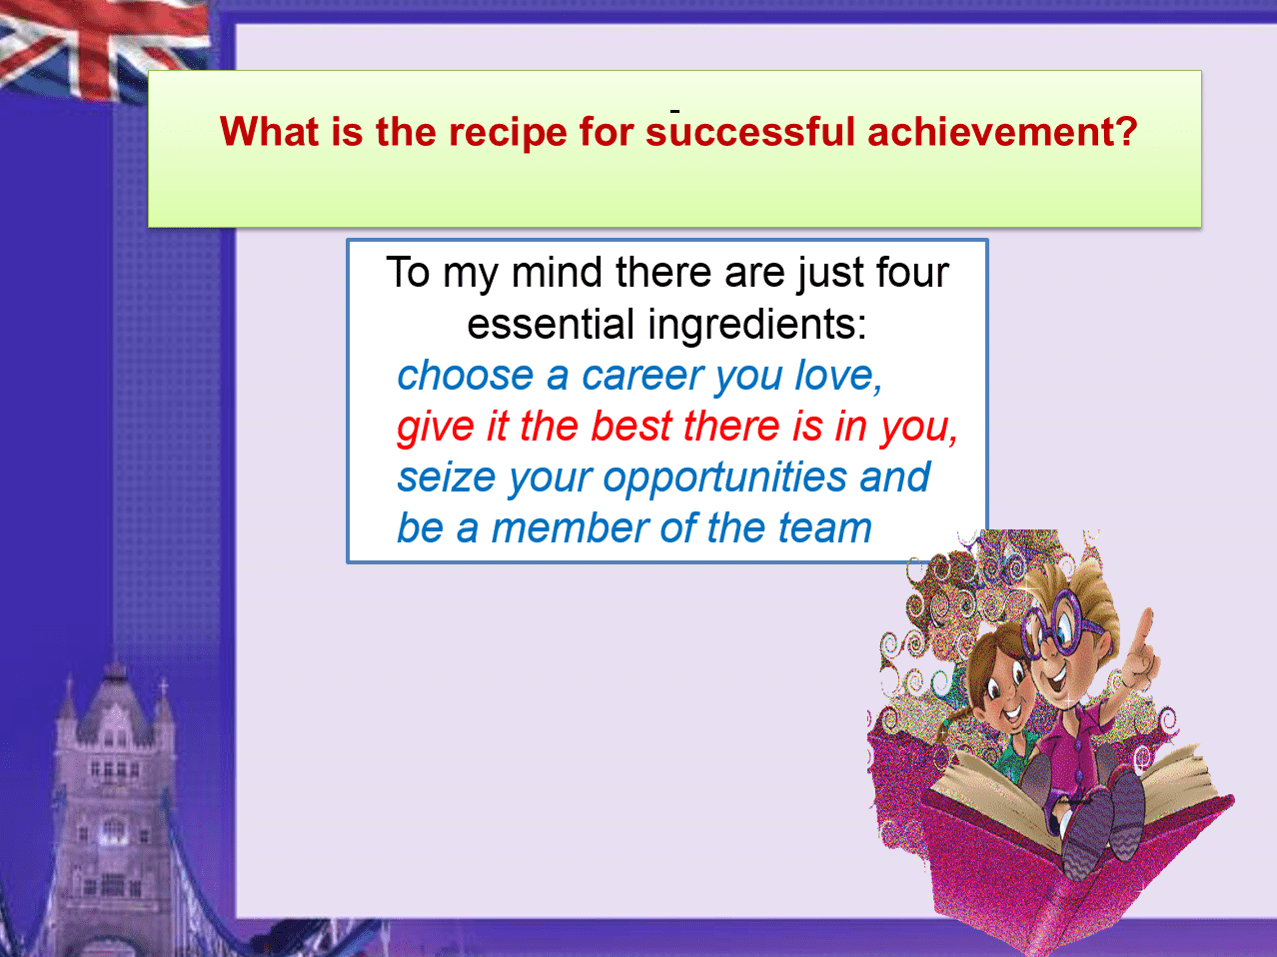 -
What is the recipe for successful achievement?
To my mind there are just four
essential ingredients:
choose a career you love,
give it the best there is in you,
seize your opportunities and
be a member of the team